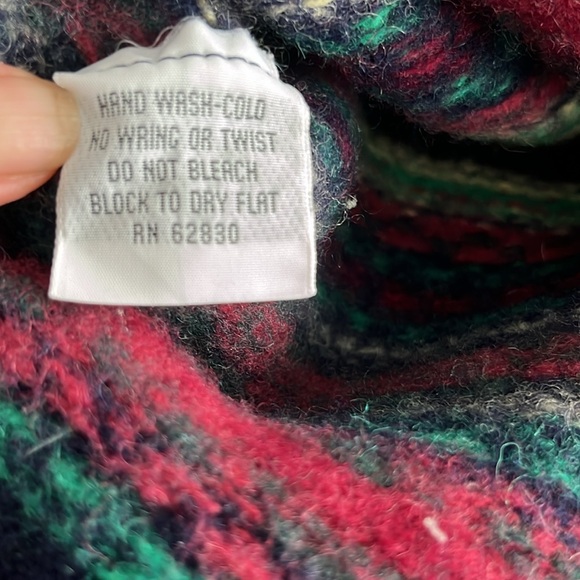 HAND WASH-COLD
NO WRING OR TWIST
DO NOT BLEACH
BLOCK TO DRY FLAT
RN 62830